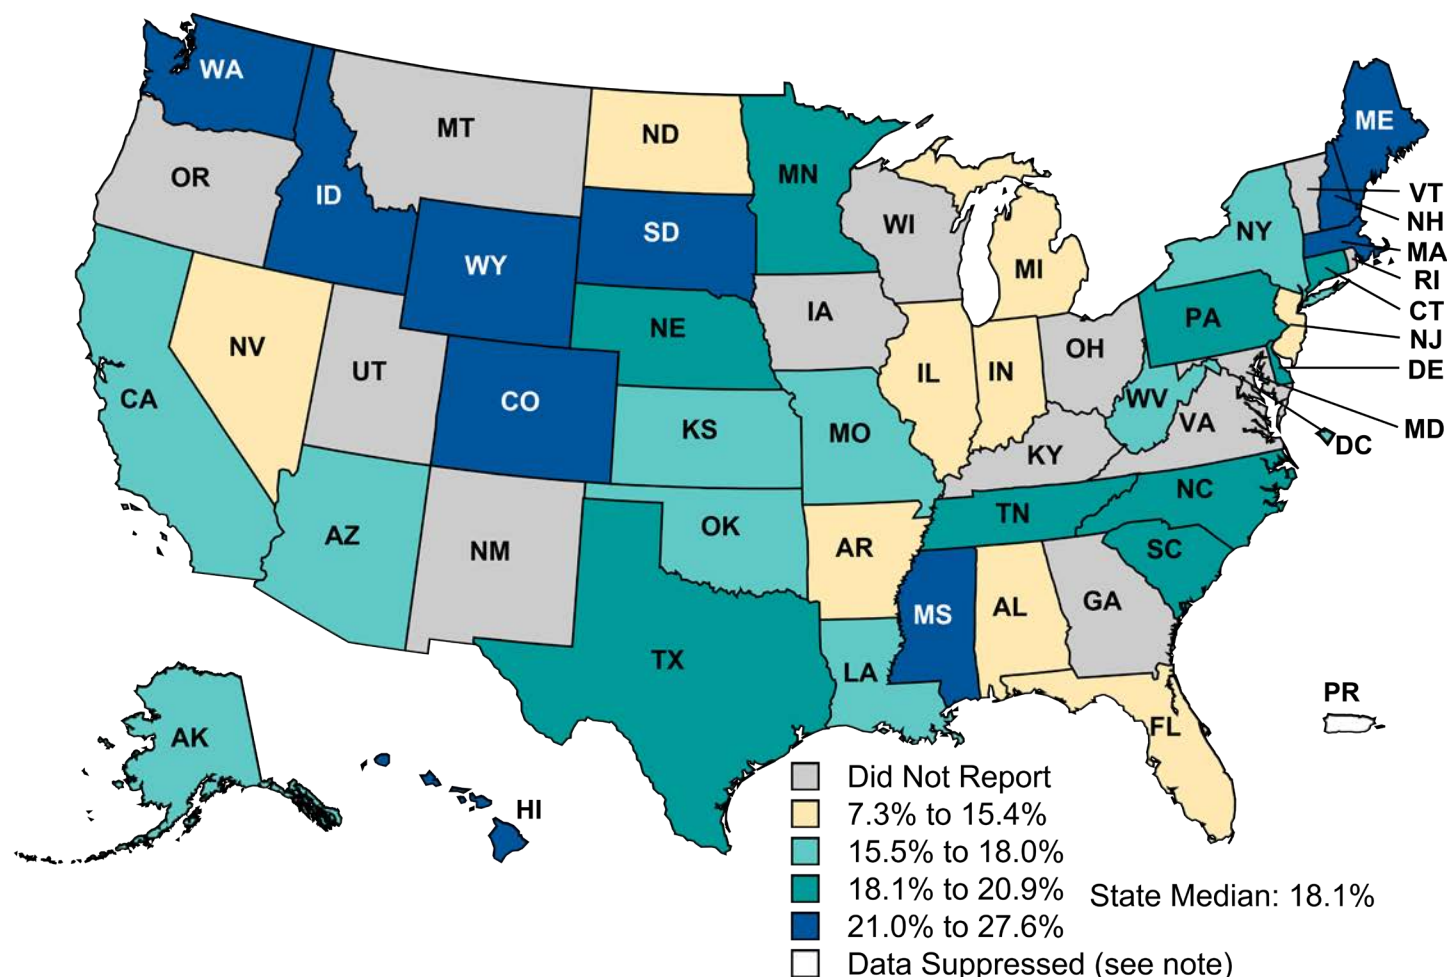 WA
MT
ND
MN
ME
OR
ID
SD
WI
VT
NH
NY
MA
WY
MI
RI
CT
IA
NE
PA
NJ
NV
UT
OH
DE
IL
IN
CO
CA
WV
KS
MO
VA
MD
DC
KY
NC
TN
AZ
OK
NM
AR
SC
MS
AL
GA
TX
LA
PR
FL
AK
HI
Did Not Report
7.3% to 15.4%
15.5% to 18.0%
18.1% to 20.9%
State Median: 18.1%
21.0% to 27.6%
Data Suppressed (see note)